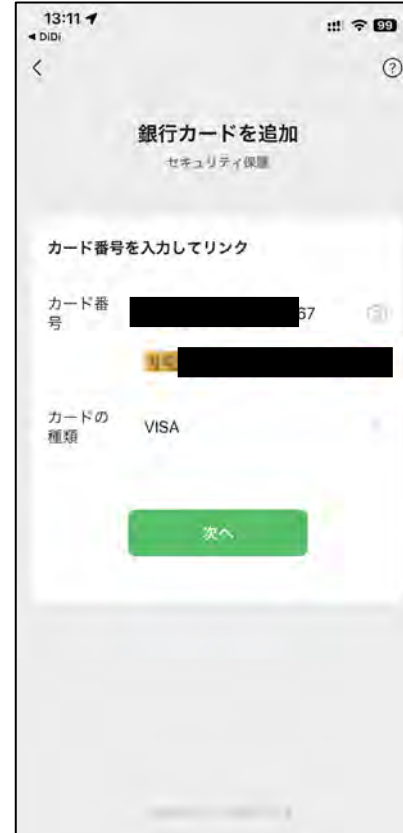 13:11
99
◀ DiDi
銀行カードを追加
セキュリティ保障
カード番号を入力してリンク
カード番
号
67
カードの
種類
VISA
次へ